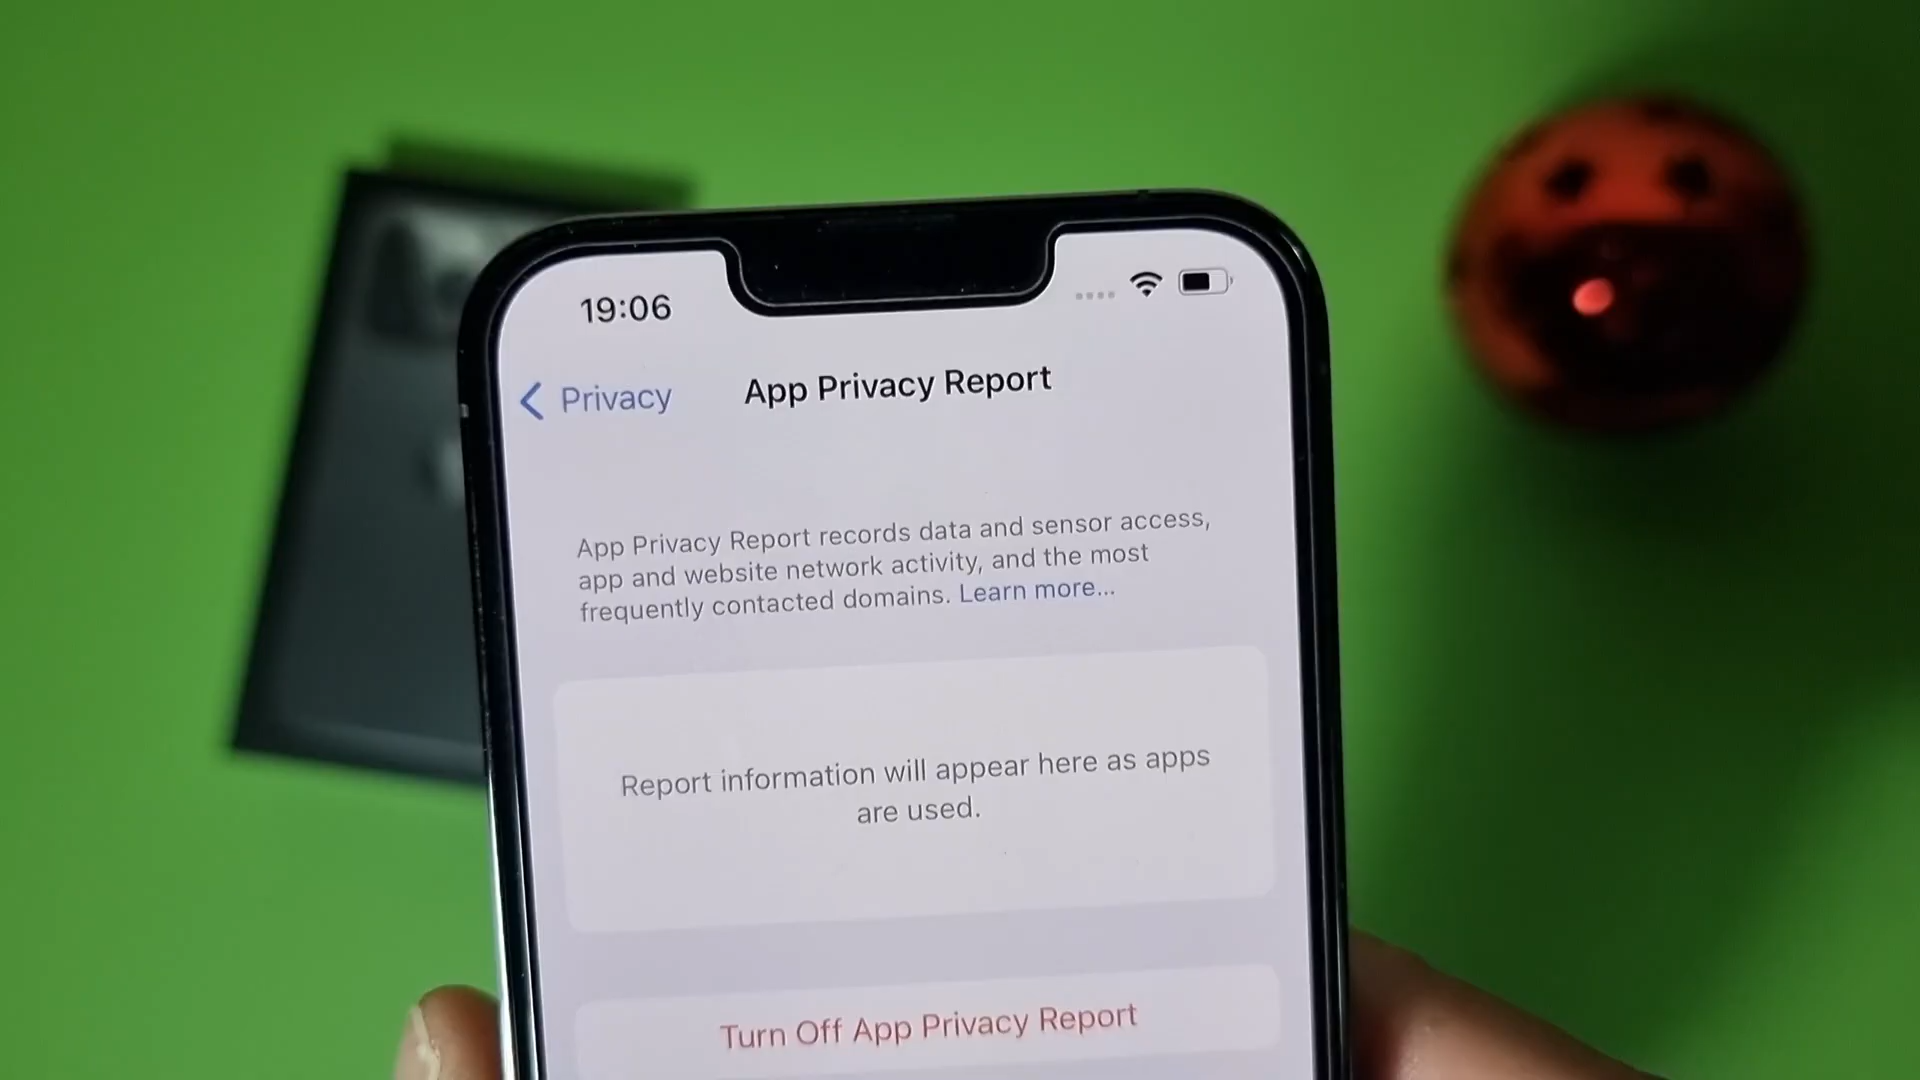 19:06
Privacy
App Privacy Report
App Privacy Report records data and sensor access,
app and website network activity, and the most
frequently contacted domains. Learn more...
Report information will appear here as apps
are used.
Turn Off App Privacy Report